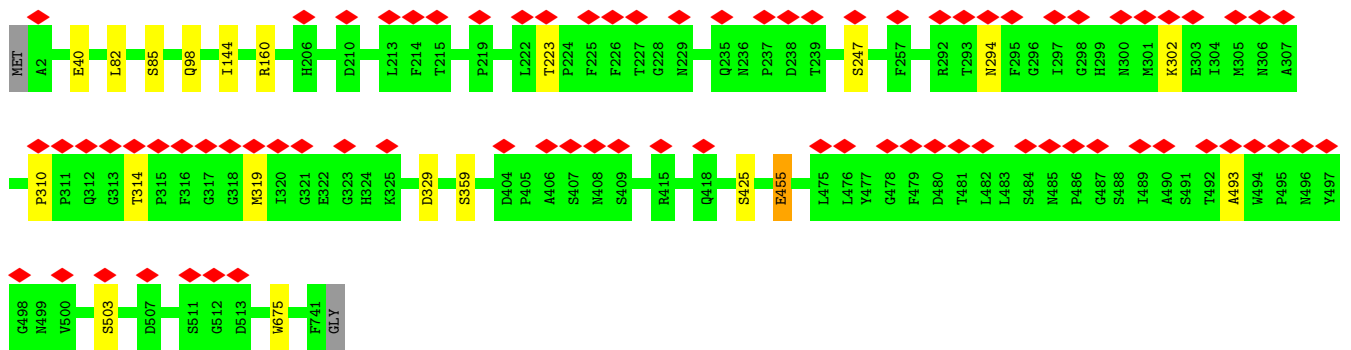 MET A2 E40 L82 S85 Q98 I144 R160 H206 D210 L213 F214 T215 P219 L222 T223 P224 F225 F226 T227 G228 N229 Q235 N236 P237 D238 T239 S247 F257 R292 T293 N294 F295 G296 I297 G298 H299 N300 M301 K302 E303 I304 M305 N306 A307
P310 P311 Q312 G313 T314 P315 F316 G317 G318 M319 I320 G321 E322 G323 H324 K325 D329 S359 D404 P405 A406 S407 N408 S409 R415 Q418 S425 E455 L475 L476 Y477 G478 F479 D480 T481 L482 L483 S484 N485 P486 G487 S488 I489 A490 S491 T492 A493 W494 P495 N496 Y497
G498 N499 V500 S503 D507 S511 G512 D513 W675 F741 GLY